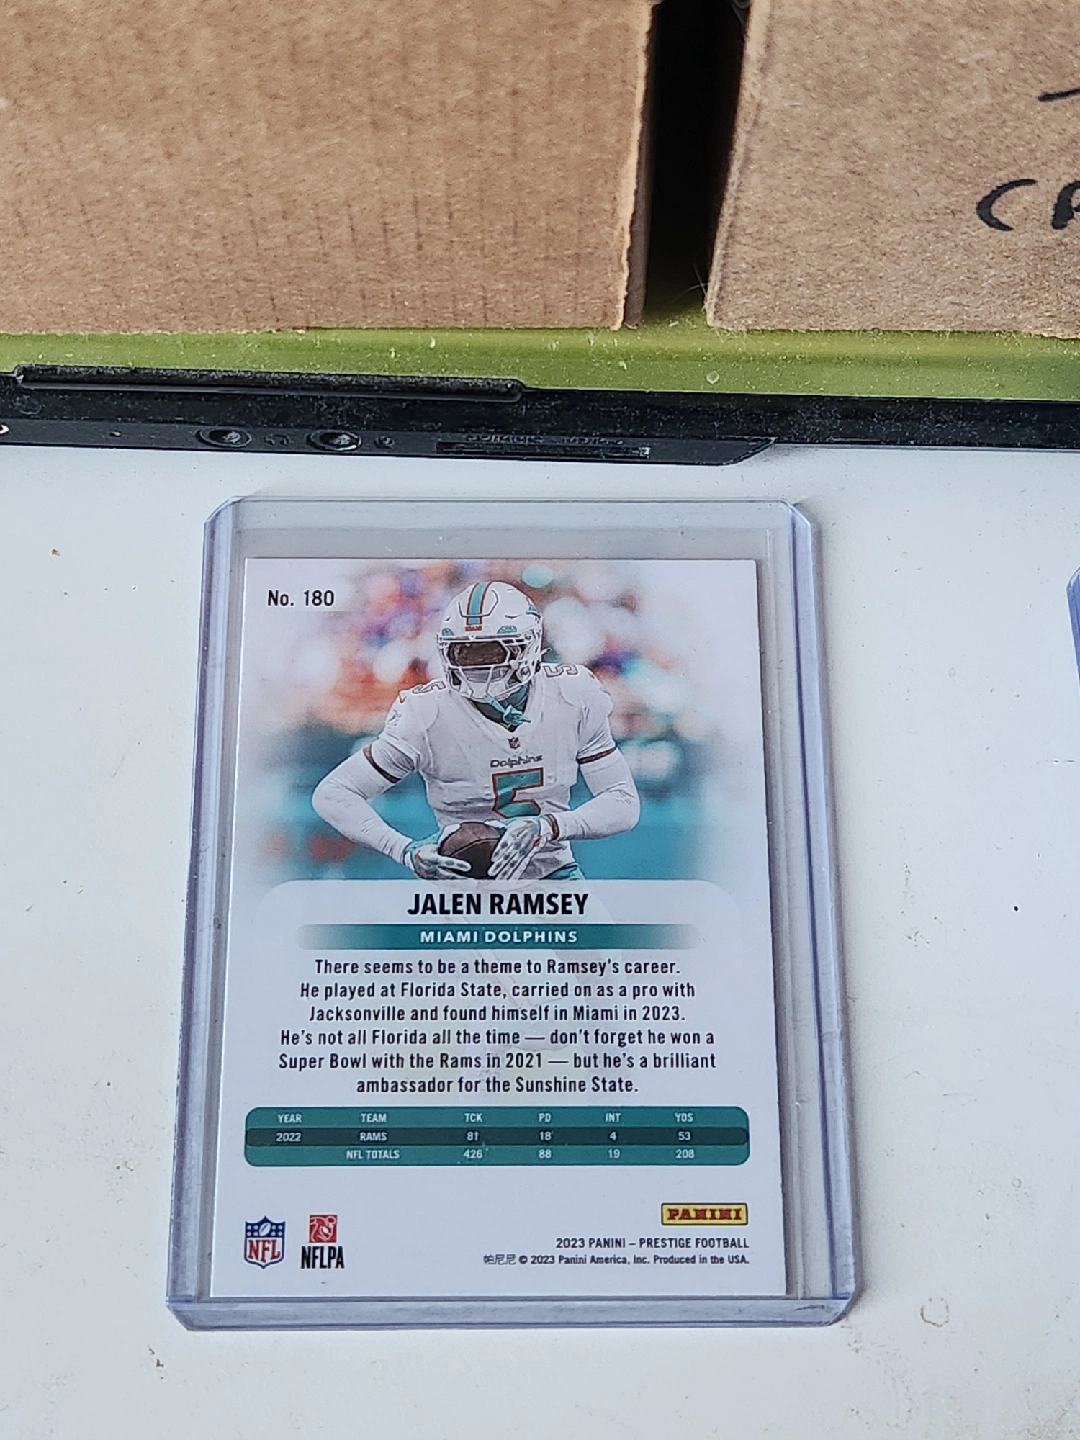 CA
No. 180
5
5
Dolphins
5
JALEN RAMSEY
MIAMI DOLPHINS
There seems to be a theme to Ramsey's career.
He played at Florida State, carried on as a pro with
Jacksonville and found himself in Miami in 2023.
He's not all Florida all the time — don't forget he won a
Super Bowl with the Rams in 2021 — but he's a brilliant
ambassador for the Sunshine State.
YEAR TEAM TCK PD INT YDS
2022 RAMS 81 18 4 53
NFL TOTALS 426 88 19 208
PANINI
NFL NFLPA
2023 PANINI – PRESTIGE FOOTBALL
帕尼尼 © 2023 Panini America, Inc. Produced in the USA.